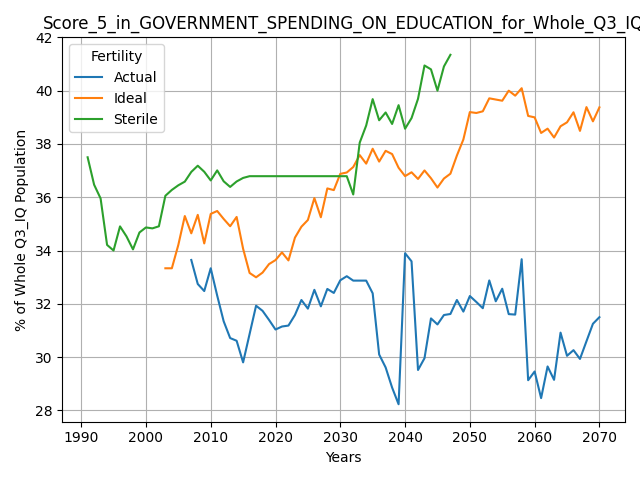 Score_5_in_GOVERNMENT_SPENDING_ON_EDUCATION_for_Whole_Q3_IQ
42
40
38
36
34
32
30
28
% of Whole Q3_IQ Population
Fertility
Actual
Ideal
Sterile
1990 2000 2010 2020 2030 2040 2050 2060 2070
Years